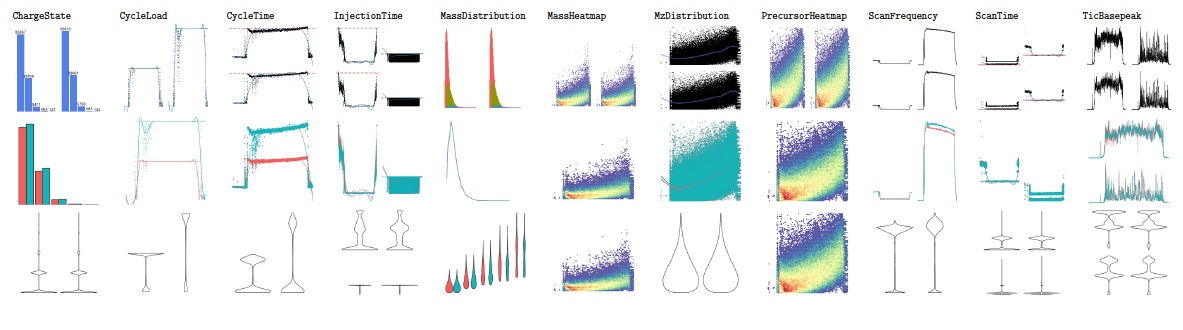 ChargeState CycleLoad CycleTime InjectionTime MassDistribution MassHeatmap MzDistribution PrecursorHeatmap ScanFrequency ScanTime TicBasepeak